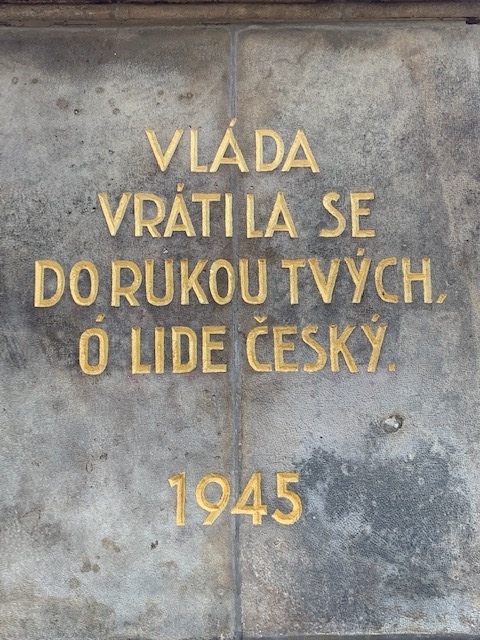 VLÁDA
VRÁTILA SE
DO RUKOU TVÝCH,
Ó LIDE ČESKÝ.
1945